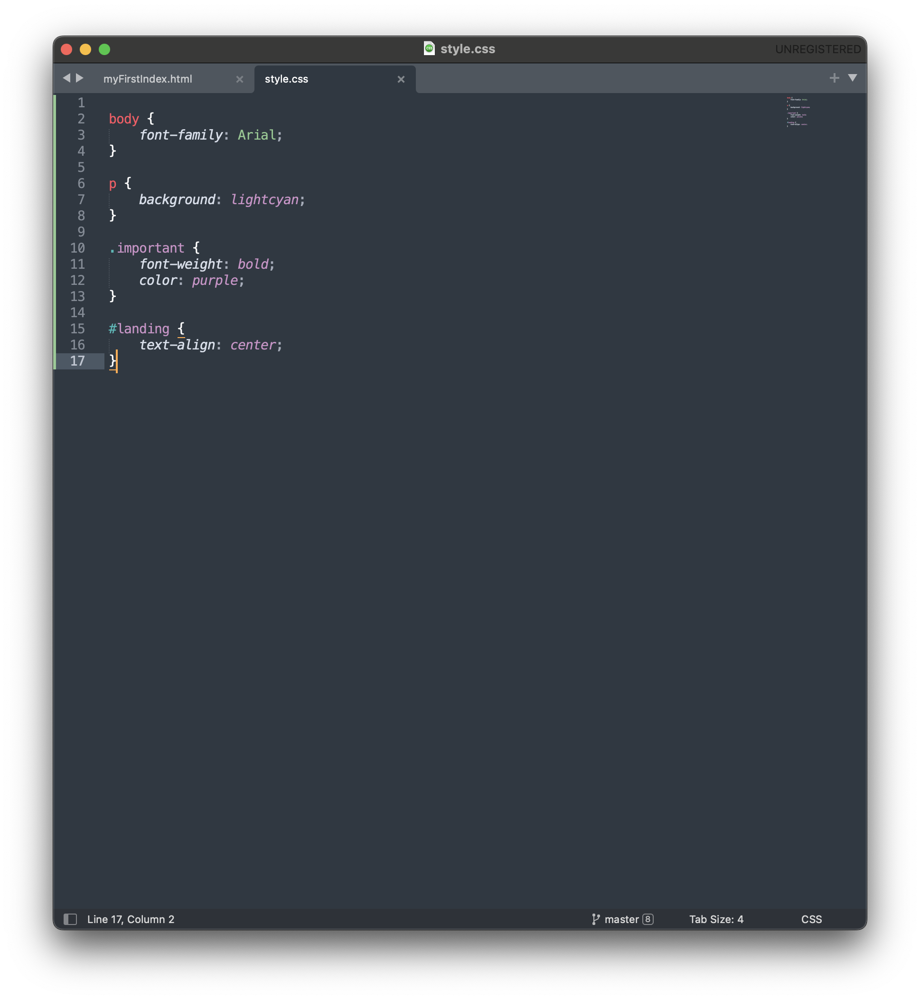 style.css
UNREGISTERED
myFirstIndex.html
style.css
1
2 body {
3     font-family: Arial;
4 }
5
6 p {
7     background: lightcyan;
8 }
9
10 .important {
11     font-weight: bold;
12     color: purple;
13 }
14
15 #landing {
16     text-align: center;
17 }
Line 17, Column 2
master 8
Tab Size: 4
CSS